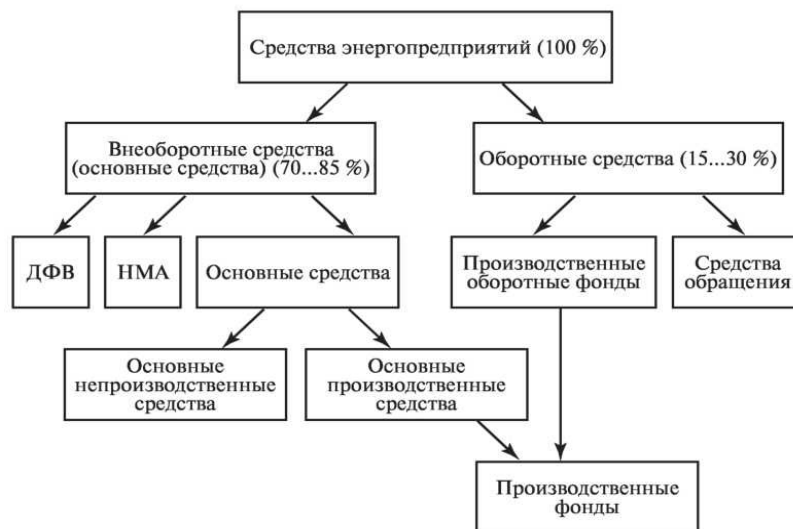 Средства энергопредприятий (100 %)
Внеоборотные средства
(основные средства) (70...85 %)
Оборотные средства (15...30 %)
ДФВ
НМА
Основные средства
Производственные
оборотные фонды
Средства
обращения
Основные
непроизводственные
средства
Основные
производственные
средства
Производственные
фонды